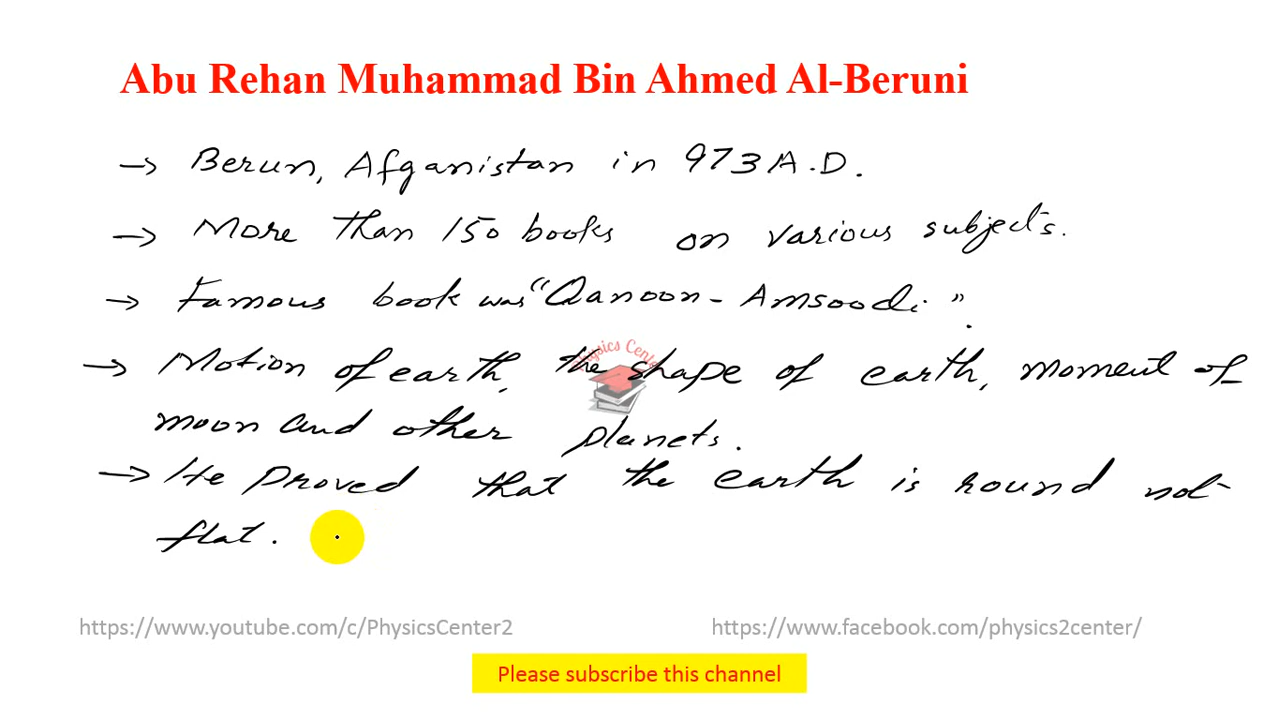 Abu Rehan Muhammad Bin Ahmed Al-Beruni
→ Berun, Afganistan in 973 A.D.
→ More than 150 books on various subjects.
→ Famous book was "Qanoon-Amsoodi".
→ Motion of earth, the shape of earth, moment of
moon and other planets.
→ He proved that the earth is round not
flat.
Physics Center
https://www.youtube.com/c/PhysicsCenter2
https://www.facebook.com/physics2center/
Please subscribe this channel